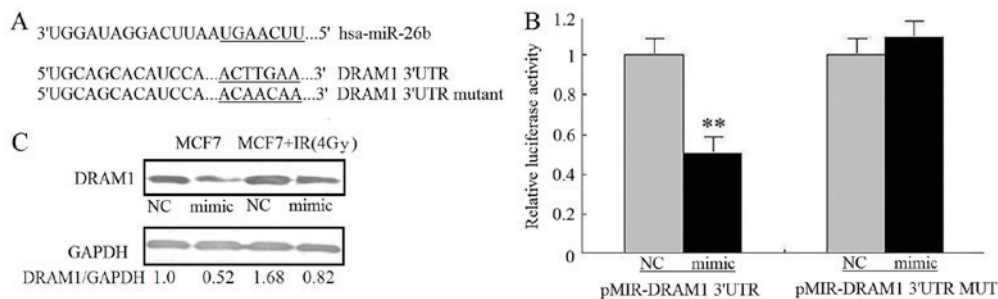 A
3'UGGAUAGGACUUAAUGAACUU...5' hsa-miR-26b
5'UGCAGCACAUCCA...ACTTGAA...3' DRAM1 3'UTR
5'UGCAGCACAUCCA...ACAACAA...3' DRAM1 3'UTR mutant
C
MCF7 MCF7+IR(4Gy)
DRAM1
NC mimic NC mimic
GAPDH
DRAM1/GAPDH 1.0 0.52 1.68 0.82
B
Relative luciferase activity
1.2
1
0.8
0.6
0.4
0.2
0
**
NC mimic NC mimic
pMIR-DRAM1 3'UTR pMIR-DRAM1 3'UTR MUT